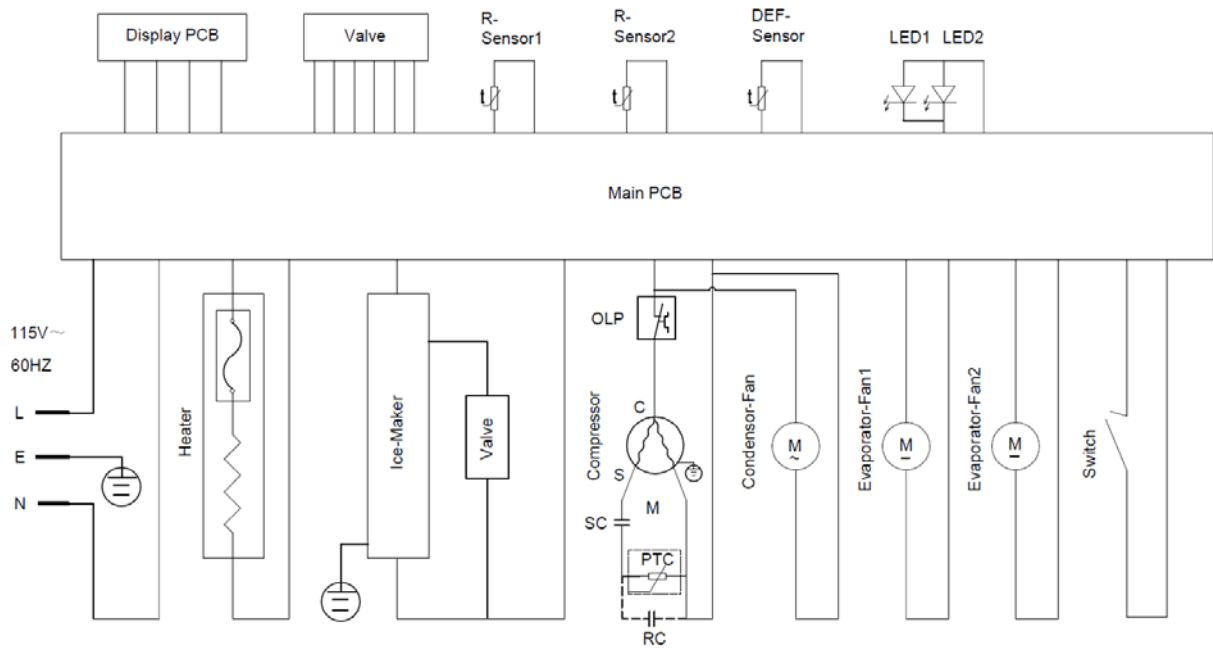 Display PCB
Valve
R-
Sensor1
R-
Sensor2
DEF-
Sensor
LED1 LED2
t
t
t
Main PCB
115V～
60HZ
L
E
N
Heater
Ice-Maker
Valve
OLP
Compressor
C
S
M
SC
PTC
RC
Condensor-Fan
M
~
Evaporator-Fan1
M
Evaporator-Fan2
M
Switch